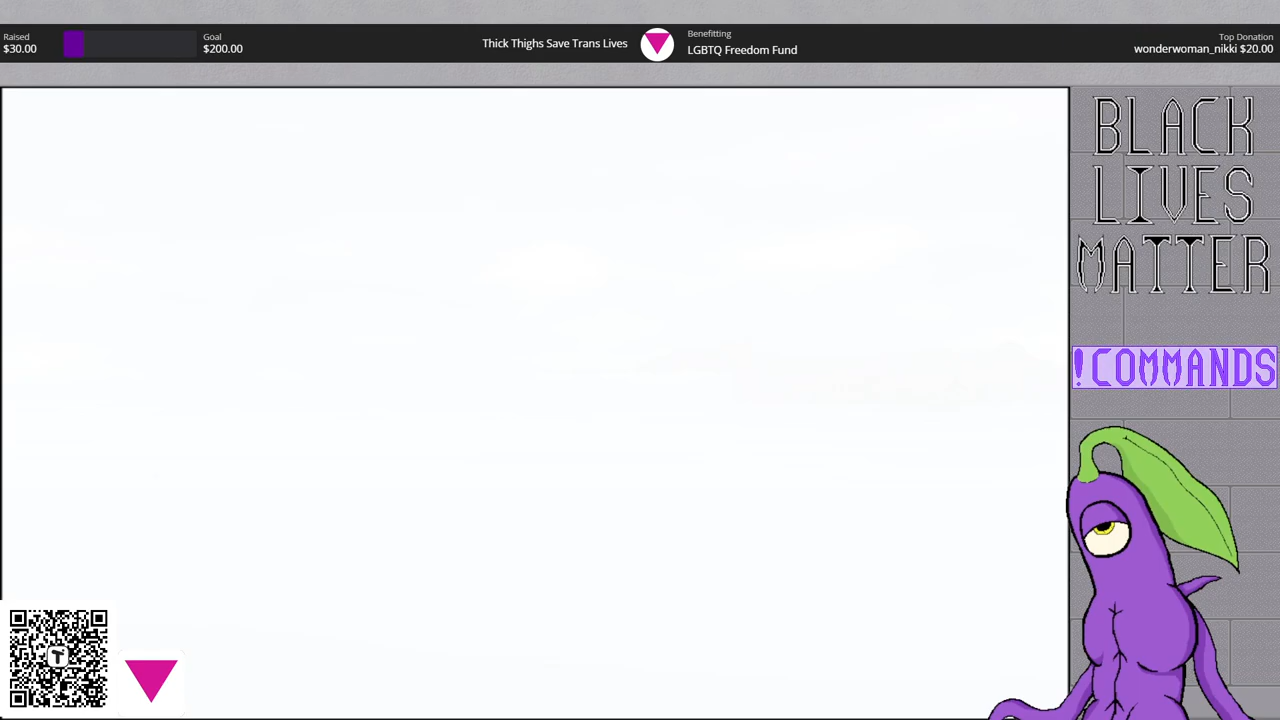 Raised
$30.00
Goal
$200.00
Thick Thighs Save Trans Lives
Benefitting
LGBTQ Freedom Fund
Top Donation
wonderwoman_nikki $20.00
BLACK
LIVES
MATTER
!COMMANDS
T